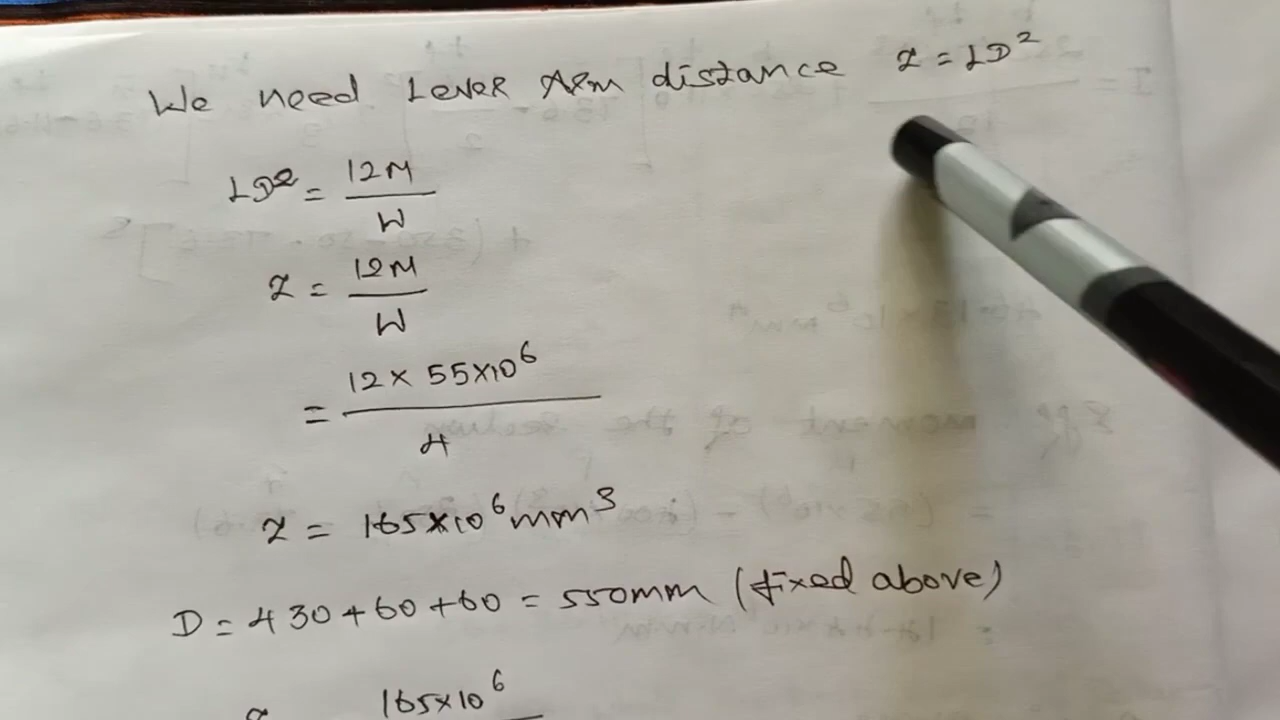 We need Lever Arm distance Z = LD²
LD² = 12M / W
Z = 12M / W
= 12 × 55×10⁶ / 4
Z = 165×10⁶ mm³
D = 430+60+60 = 550mm (fixed above)
165×10⁶